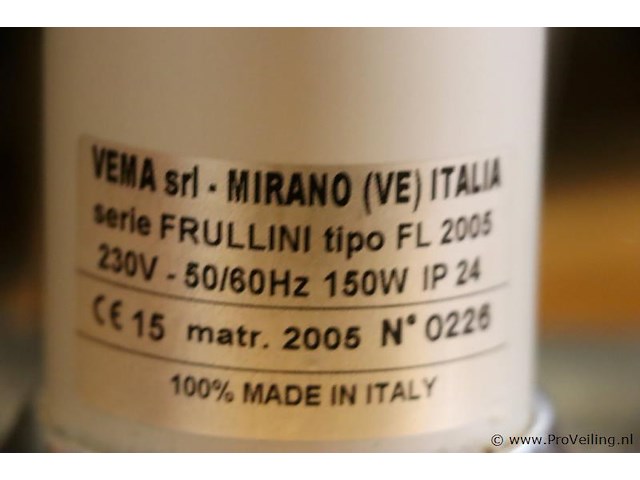 VEMA srl - MIRANO (VE) ITALIA
serie FRULLINI tipo FL 2005
230V - 50/60Hz 150W IP 24
CE 15 matr. 2005 N° 0226
100% MADE IN ITALY
© www.ProVeiling.nl